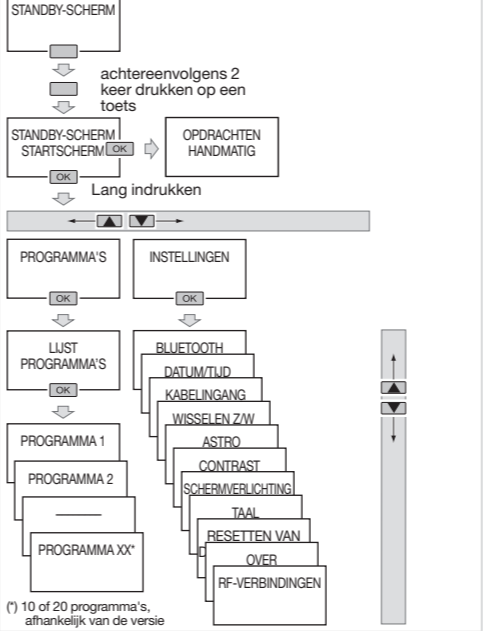 STANDBY-SCHERM
achtereenvolgens 2
keer drukken op een
toets
STANDBY-SCHERM
STARTSCHERM
OK
OPDRACHTEN
HANDMATIG
OK
Lang indrukken
PROGRAMMA'S
OK
INSTELLINGEN
OK
LIJST
PROGRAMMA'S
OK
BLUETOOTH
DATUM/TIJD
KABELINGANG
WISSELEN Z/W
ASTRO
CONTRAST
SCHERMVERLICHTING
TAAL
RESETTEN VAN
OVER
RF-VERBINDINGEN
PROGRAMMA 1
PROGRAMMA 2
PROGRAMMA XX*
(*) 10 of 20 programma's,
afhankelijk van de versie